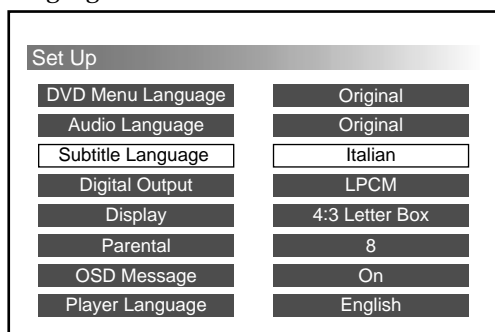 Set Up
DVD Menu Language Original
Audio Language Original
Subtitle Language Italian
Digital Output LPCM
Display 4:3 Letter Box
Parental 8
OSD Message On
Player Language English